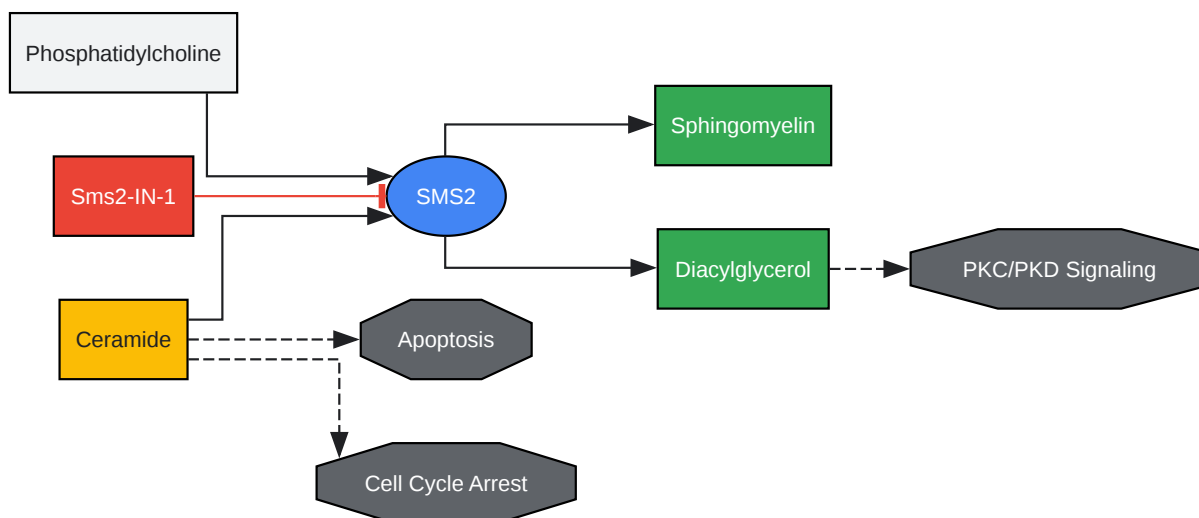 Phosphatidylcholine
Sphingomyelin
Sms2-IN-1
SMS2
Diacylglycerol
PKC/PKD Signaling
Ceramide
Apoptosis
Cell Cycle Arrest